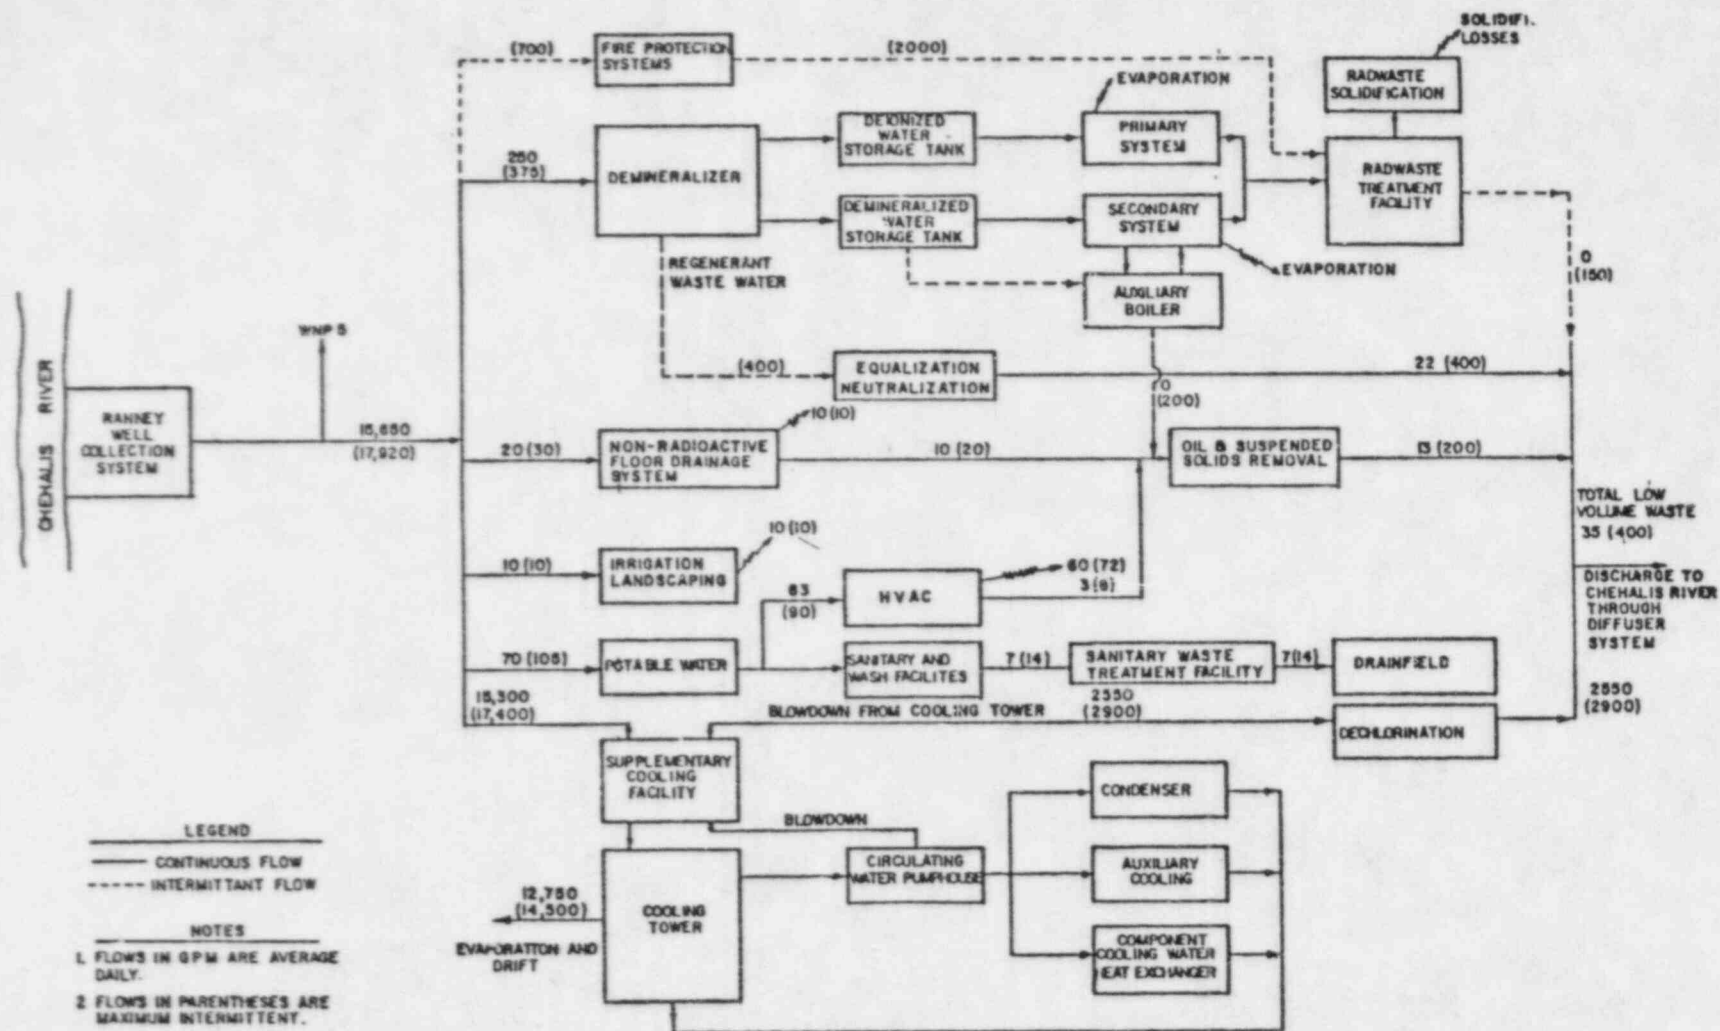 SOLIDIFI.
LOSSES
(700)
FIRE PROTECTION
SYSTEMS
(2000)
RADWASTE
SOLIDIFICATION
EVAPORATION
250
(375)
DEMINERALIZER
DEIONIZED
WATER
STORAGE TANK
PRIMARY
SYSTEM
RADWASTE
TREATMENT
FACILITY
DEMINERALIZED
WATER
STORAGE TANK
SECONDARY
SYSTEM
EVAPORATION
REGENERANT
WASTE WATER
AUXILIARY
BOILER
0
(150)
WNP 5
CHEHALIS RIVER
RANNEY
WELL
COLLECTION
SYSTEM
15,650
(17,920)
(400)
EQUALIZATION
NEUTRALIZATION
22 (400)
0
(200)
10 (10)
20 (30)
NON-RADIOACTIVE
FLOOR DRAINAGE
SYSTEM
10 (20)
OIL & SUSPENDED
SOLIDS REMOVAL
13 (200)
TOTAL LOW
VOLUME WASTE
35 (400)
10 (10)
10 (10)
IRRIGATION
LANDSCAPING
63
(90)
HVAC
60 (72)
3 (8)
DISCHARGE TO
CHEHALIS RIVER
THROUGH
DIFFUSER
SYSTEM
70 (105)
POTABLE WATER
SANITARY AND
WASH FACILITES
7 (14)
SANITARY WASTE
TREATMENT FACILITY
7 (14)
DRAINFIELD
15,300
(17,400)
BLOWDOWN FROM COOLING TOWER
2550
(2900)
DECHLORINATION
2550
(2900)
SUPPLEMENTARY
COOLING
FACILITY
BLOWDOWN
CONDENSER
CIRCULATING
WATER PUMPHOUSE
AUXILIARY
COOLING
12,750
(14,500)
EVAPORATION AND
DRIFT
COOLING
TOWER
COMPONENT
COOLING WATER
HEAT EXCHANGER
LEGEND
CONTINUOUS FLOW
INTERMITTANT FLOW
NOTES
1. FLOWS IN GPM ARE AVERAGE
DAILY.
2 FLOWS IN PARENTHESES ARE
MAXIMUM INTERMITTENT.